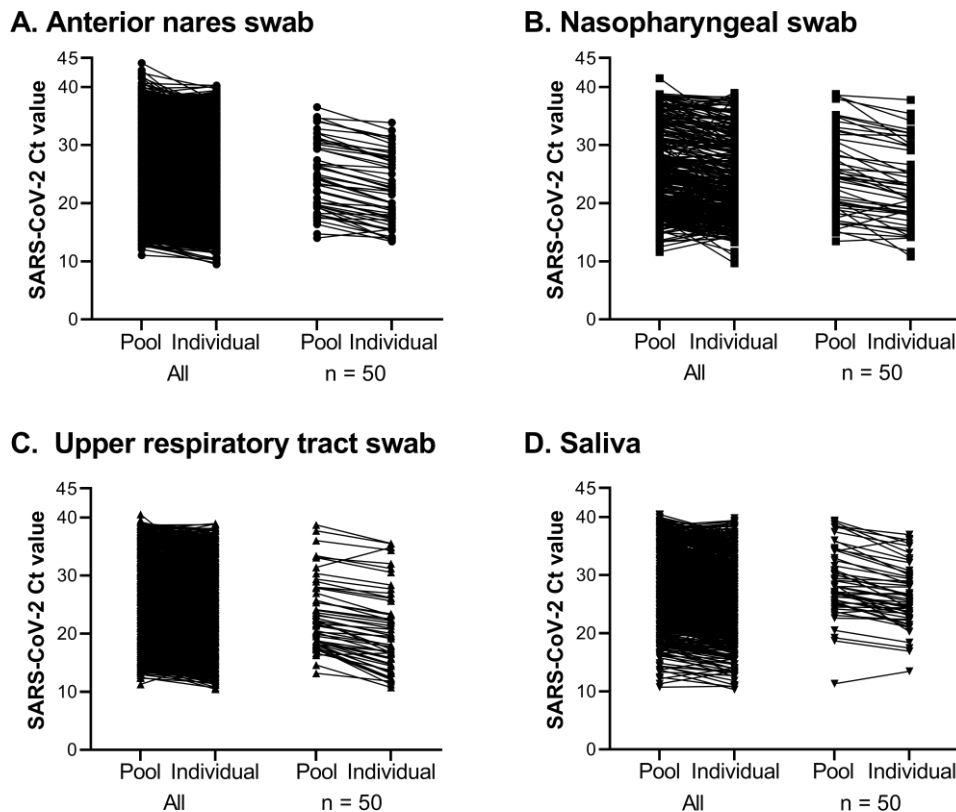 A. Anterior nares swab
SARS-CoV-2 Ct value
45
40
30
20
10
0
Pool Individual Pool Individual
All n = 50
B. Nasopharyngeal swab
SARS-CoV-2 Ct value
45
40
30
20
10
0
Pool Individual Pool Individual
All n = 50
C. Upper respiratory tract swab
SARS-CoV-2 Ct value
45
40
30
20
10
0
Pool Individual Pool Individual
All n = 50
D. Saliva
SARS-CoV-2 Ct value
45
40
30
20
10
0
Pool Individual Pool Individual
All n = 50